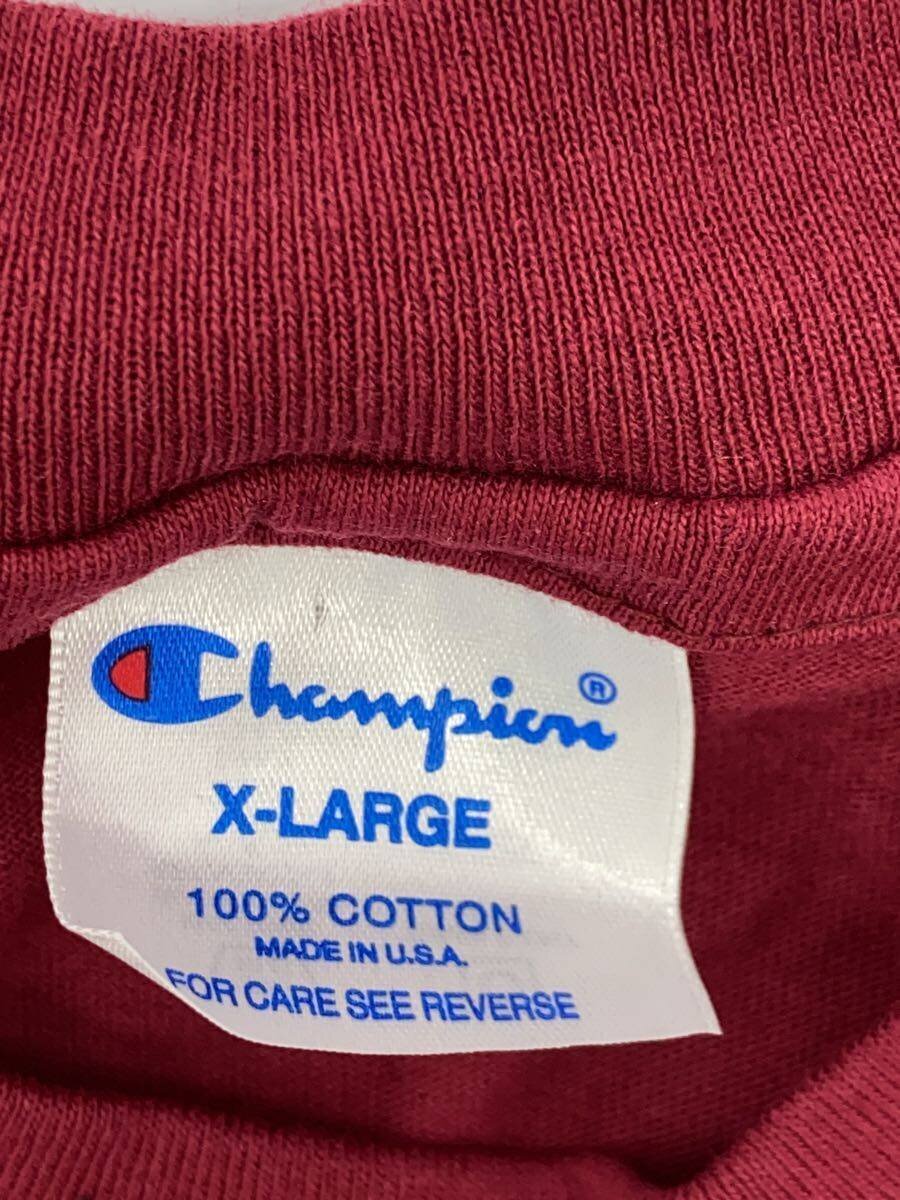 Champion®
X-LARGE
100% COTTON
MADE IN U.S.A.
FOR CARE SEE REVERSE